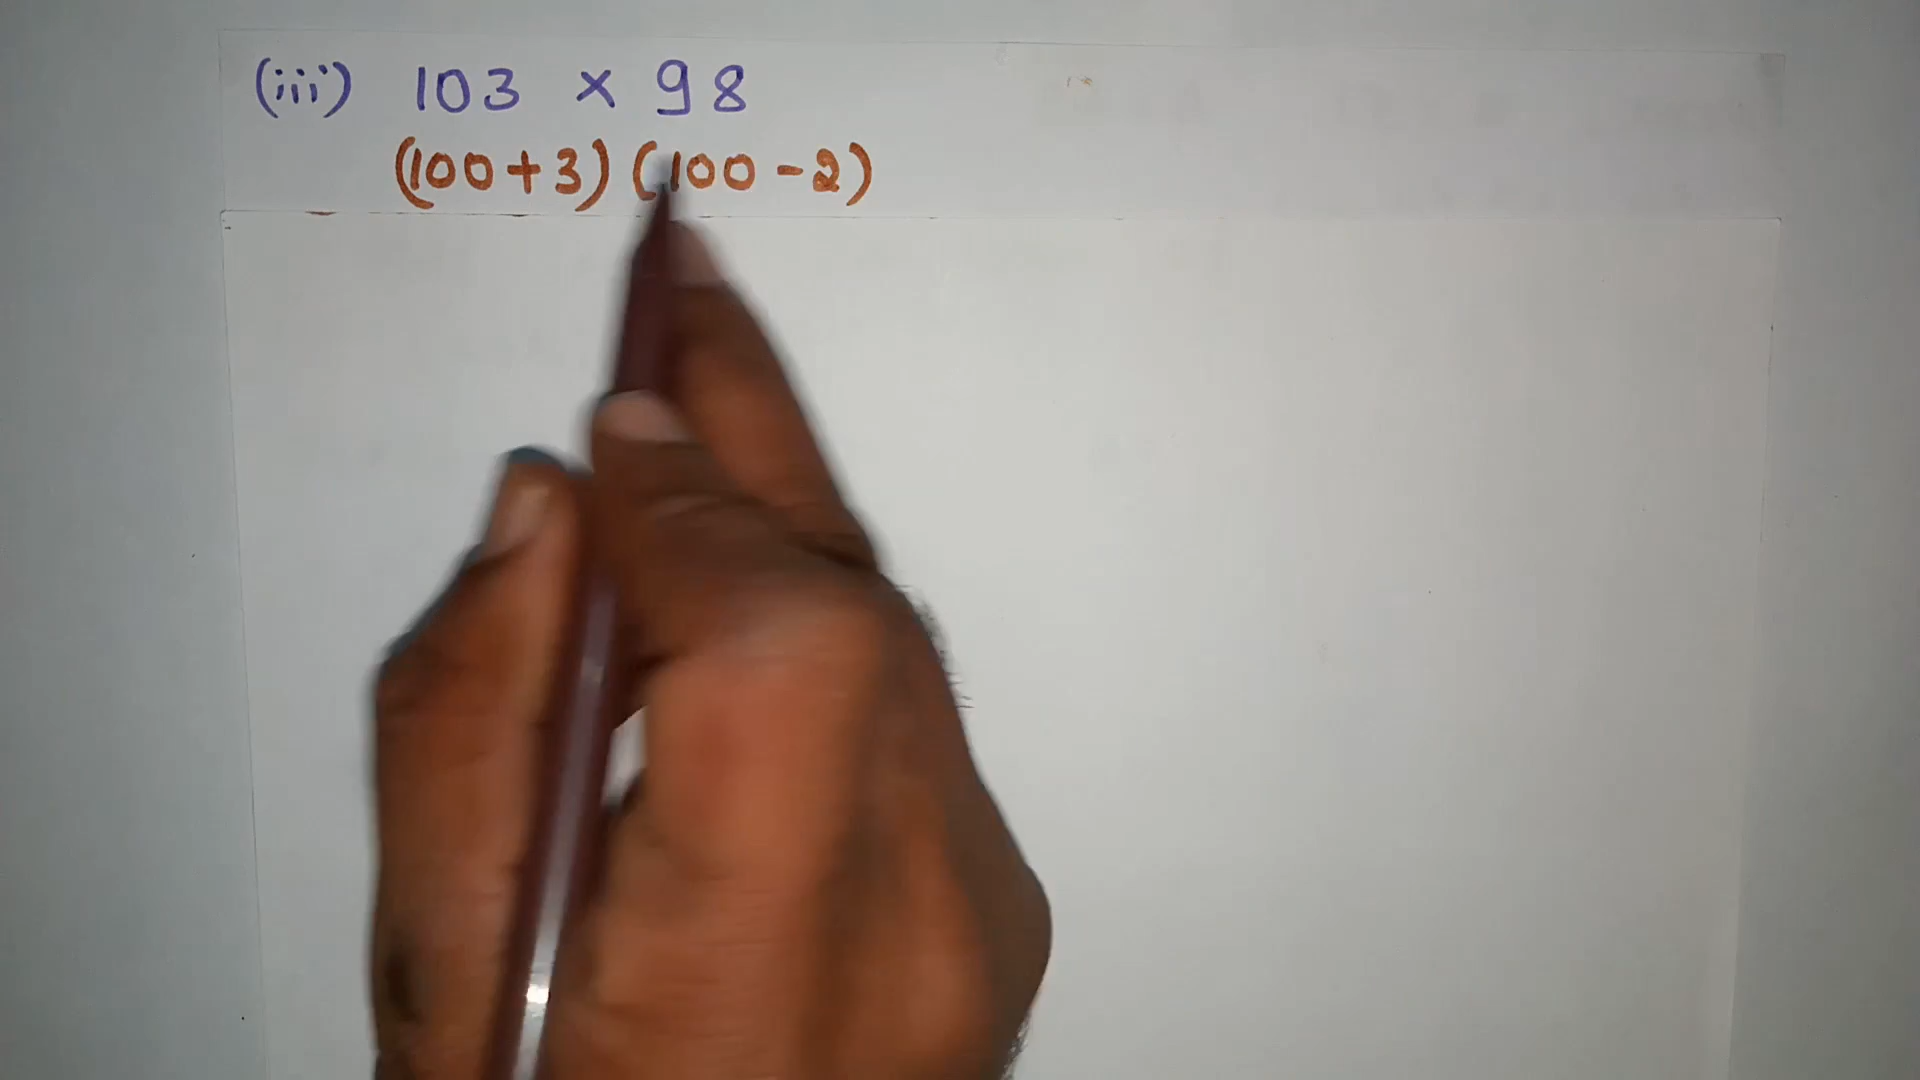 (iii) 103 × 98
(100 + 3) (100 - 2)